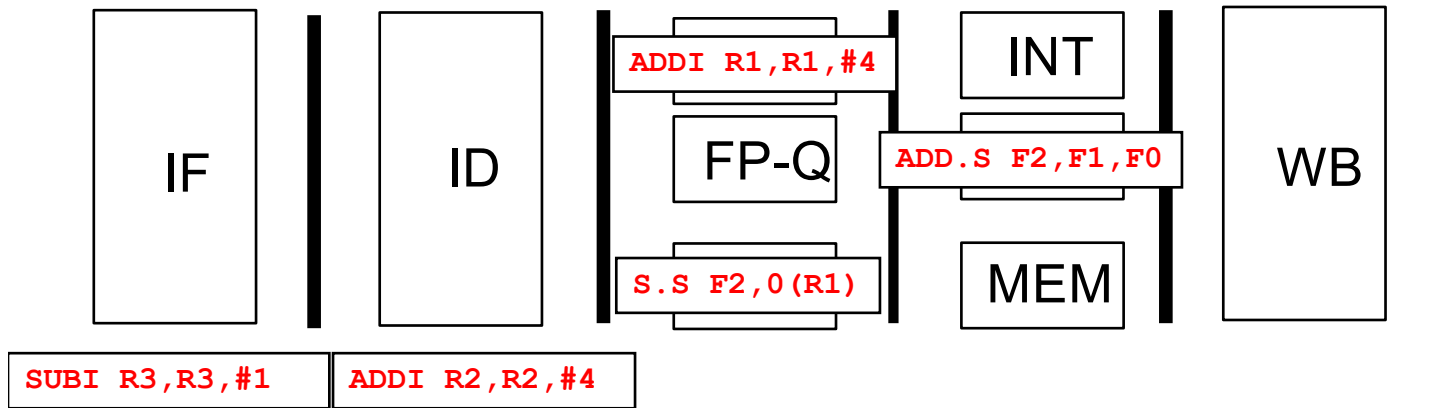 IF
ID
ADDI R1,R1,#4
FP-Q
S.S F2,0(R1)
INT
ADD.S F2,F1,F0
MEM
WB
SUBI R3,R3,#1
ADDI R2,R2,#4